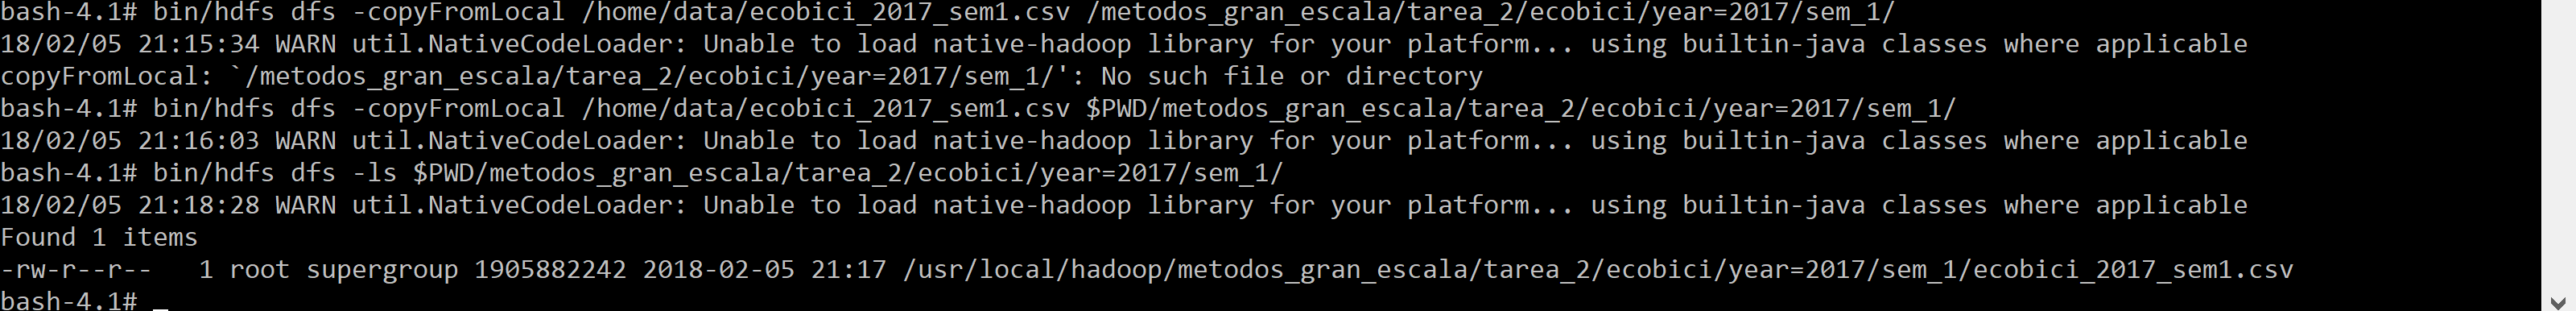 bash-4.1# bin/hdfs dfs -copyFromLocal /home/data/ecobici_2017_sem1.csv /metodos_gran_escala/tarea_2/ecobici/year=2017/sem_1/
18/02/05 21:15:34 WARN util.NativeCodeLoader: Unable to load native-hadoop library for your platform... using builtin-java classes where applicable
copyFromLocal: `/metodos_gran_escala/tarea_2/ecobici/year=2017/sem_1/': No such file or directory
bash-4.1# bin/hdfs dfs -copyFromLocal /home/data/ecobici_2017_sem1.csv $PWD/metodos_gran_escala/tarea_2/ecobici/year=2017/sem_1/
18/02/05 21:16:03 WARN util.NativeCodeLoader: Unable to load native-hadoop library for your platform... using builtin-java classes where applicable
bash-4.1# bin/hdfs dfs -ls $PWD/metodos_gran_escala/tarea_2/ecobici/year=2017/sem_1/
18/02/05 21:18:28 WARN util.NativeCodeLoader: Unable to load native-hadoop library for your platform... using builtin-java classes where applicable
Found 1 items
-rw-r--r--   1 root supergroup 1905882242 2018-02-05 21:17 /usr/local/hadoop/metodos_gran_escala/tarea_2/ecobici/year=2017/sem_1/ecobici_2017_sem1.csv
bash-4.1# _